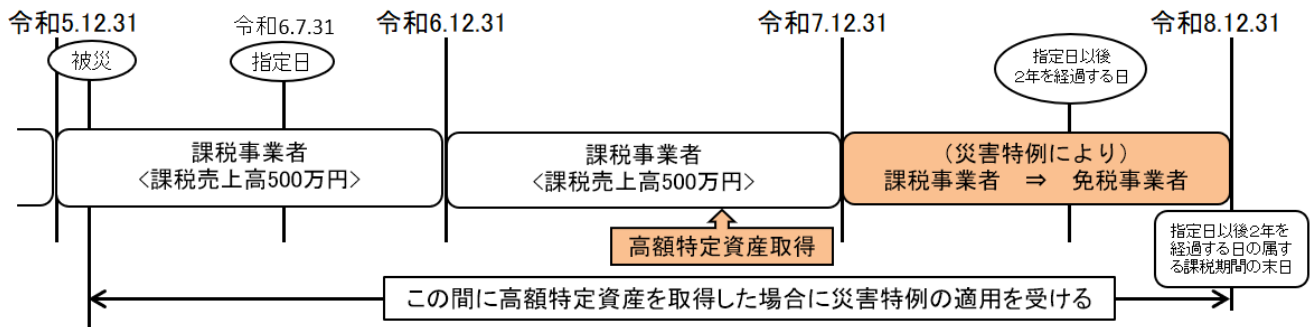 令和5.12.31
令和6.7.31
令和6.12.31
令和7.12.31
令和8.12.31
被災
指定日
指定日以後
2年を経過する日
課税事業者
<課税売上高500万円>
課税事業者
<課税売上高500万円>
(災害特例により)
課税事業者 ⇒ 免税事業者
高額特定資産取得
指定日以後2年を
経過する日の属す
る課税期間の末日
この間に高額特定資産を取得した場合に災害特例の適用を受ける